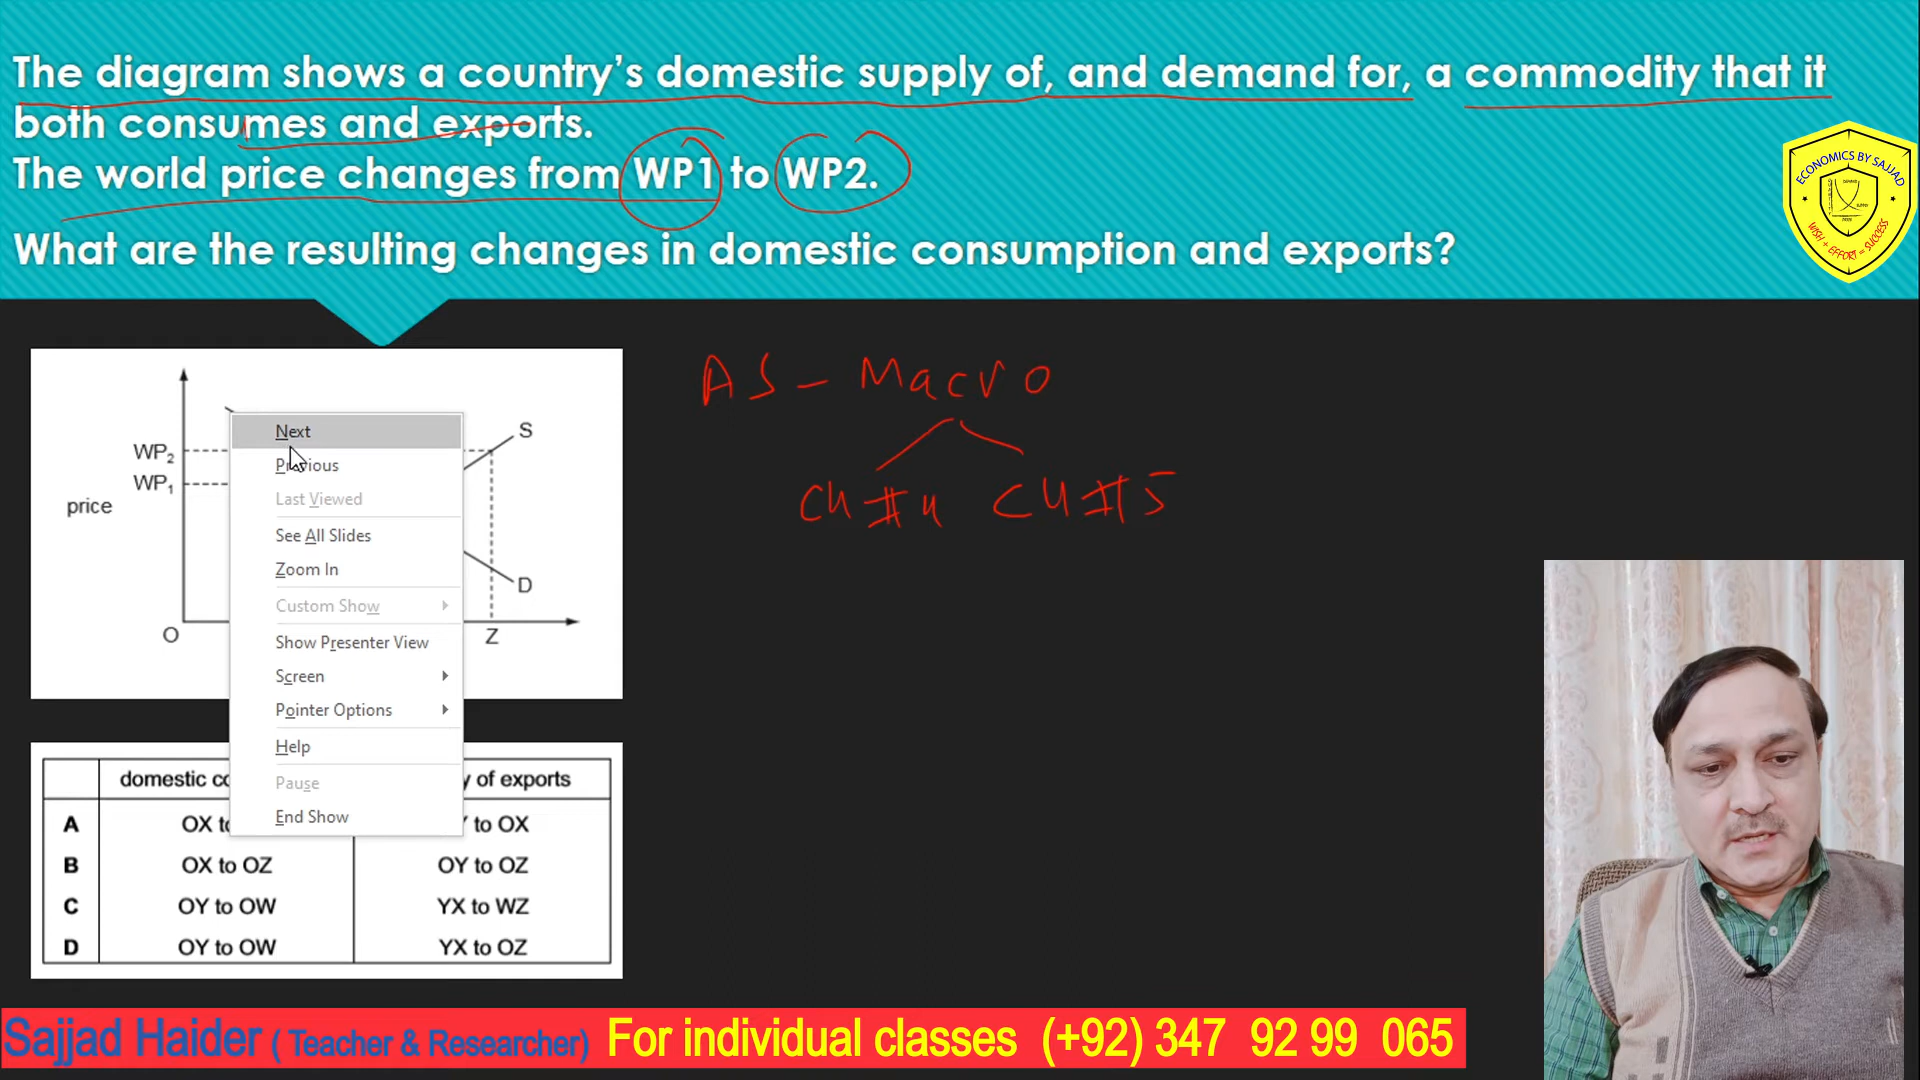 The diagram shows a country's domestic supply of, and demand for, a commodity that it
both consumes and exports.
The world price changes from WP1 to WP2.
What are the resulting changes in domestic consumption and exports?
ECONOMICS BY SAJJAD
WISH + EFFORT = SUCCESS
AS - Macro
CH#4 CH#5
S
WP2
WP1
price
D
O
Z
Next
Previous
Last Viewed
See All Slides
Zoom In
Custom Show
Show Presenter View
Screen
Pointer Options
Help
Pause
End Show
domestic of exports
A OX to OX
B OX to OZ OY to OZ
C OY to OW YX to WZ
D OY to OW YX to OZ
Sajjad Haider ( Teacher & Researcher) For individual classes (+92) 347 92 99 065